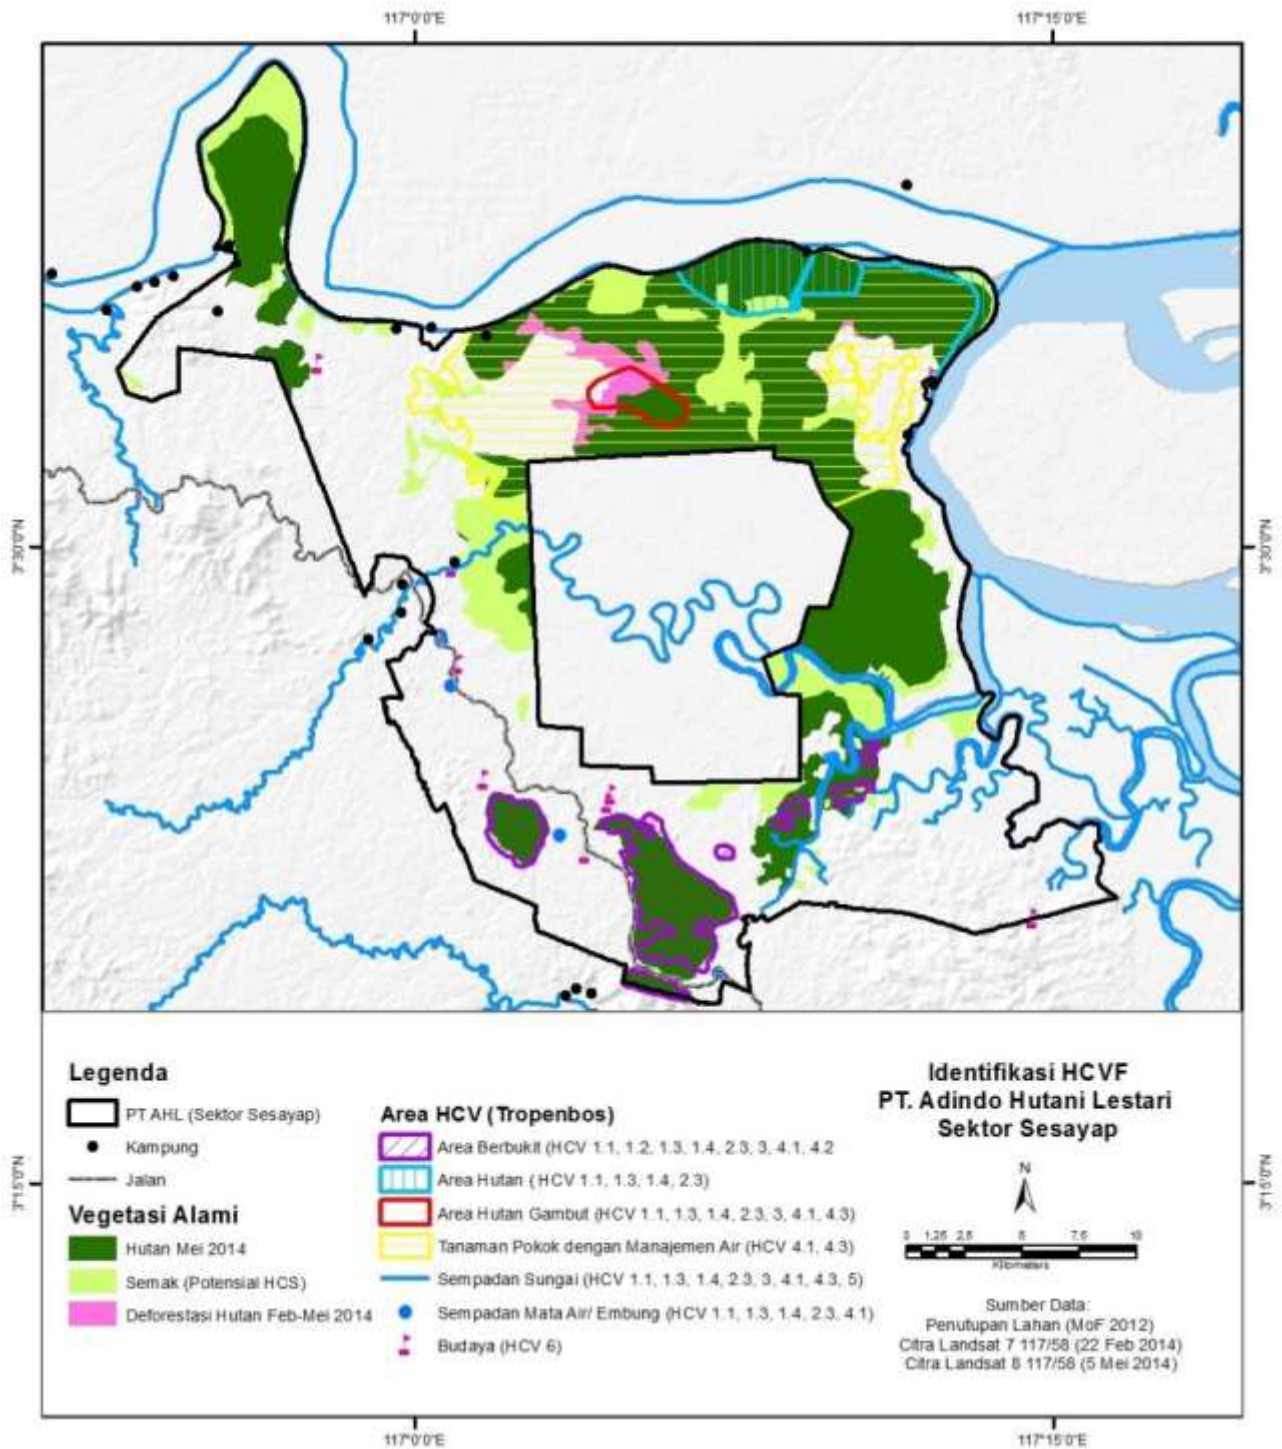 117°0'0"E
117°15'0"E
3°30'0"N
3°30'0"N
Legenda
PT AHL (Sektor Sesayap)
Kampung
Jalan
Vegetasi Alami
Hutan Mei 2014
Semak (Potensial HCS)
Deforestasi Hutan Feb-Mei 2014
Area HCV (Tropenbos)
Area Berbukit (HCV 1.1, 1.2, 1.3, 1.4, 2.3, 3, 4.1, 4.2
Area Hutan ( HCV 1.1, 1.3, 1.4, 2.3)
Area Hutan Gambut (HCV 1.1, 1.3, 1.4, 2.3, 3, 4.1, 4.3)
Tanaman Pokok dengan Manajemen Air (HCV 4.1, 4.3)
Sempadan Sungai (HCV 1.1, 1.3, 1.4, 2.3, 3, 4.1, 4.3, 5)
Sempadan Mata Air/ Embung (HCV 1.1, 1.3, 1.4, 2.3, 4.1)
Budaya (HCV 6)
Identifikasi HCVF
PT. Adindo Hutani Lestari
Sektor Sesayap
N
0 1,25 2,5 5 7,5 10
Kilometers
Sumber Data:
Penutupan Lahan (MoF 2012)
Citra Landsat 7 117/58 (22 Feb 2014)
Citra Landsat 8 117/58 (5 Mei 2014)
3°15'0"N
3°15'0"N
117°0'0"E
117°15'0"E